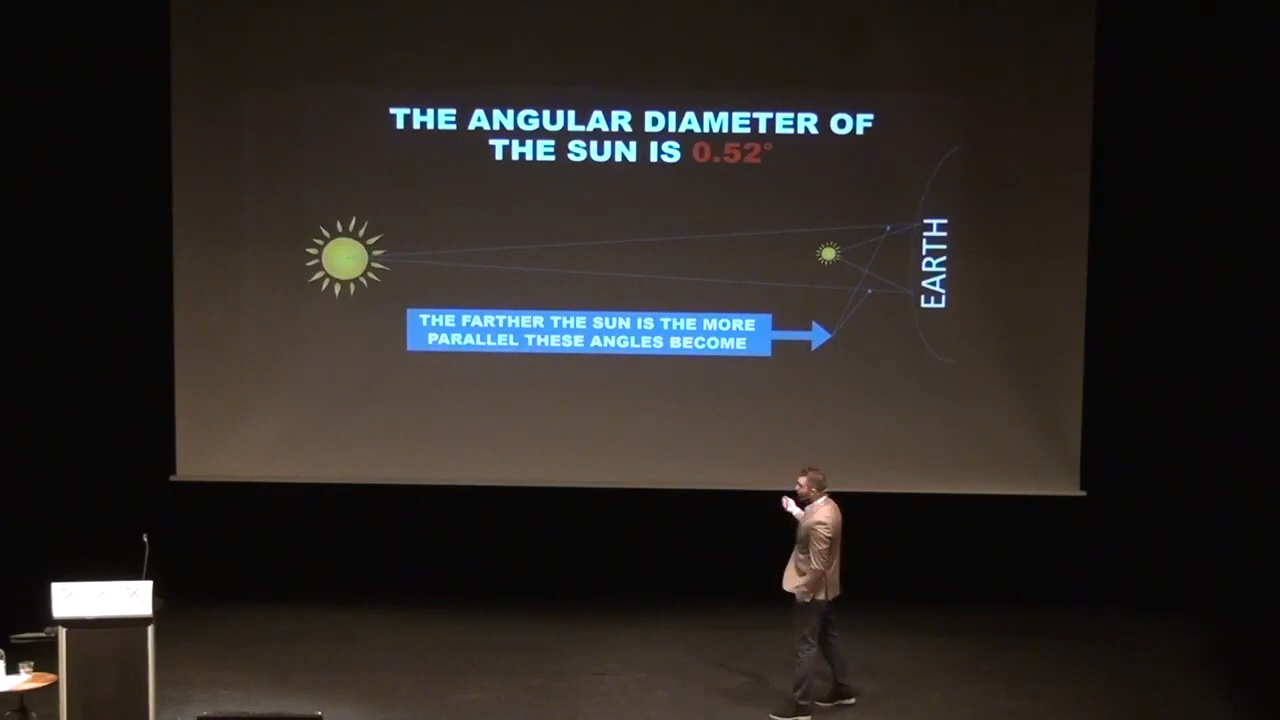 THE ANGULAR DIAMETER OF
THE SUN IS 0.52°
EARTH
THE FARTHER THE SUN IS THE MORE
PARALLEL THESE ANGLES BECOME